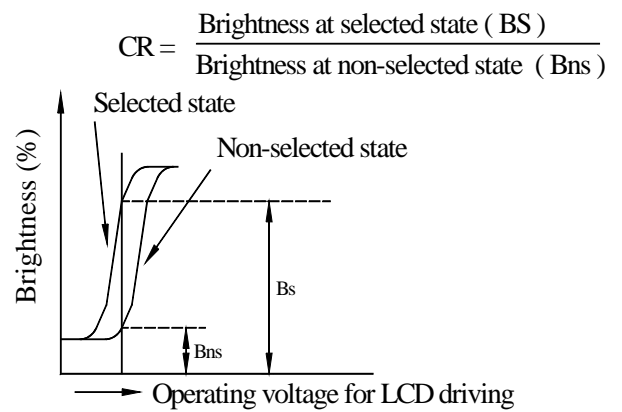 CR = Brightness at selected state ( BS )
Brightness at non-selected state ( Bns )
Selected state
Non-selected state
Brightness (%)
Bs
Bns
Operating voltage for LCD driving